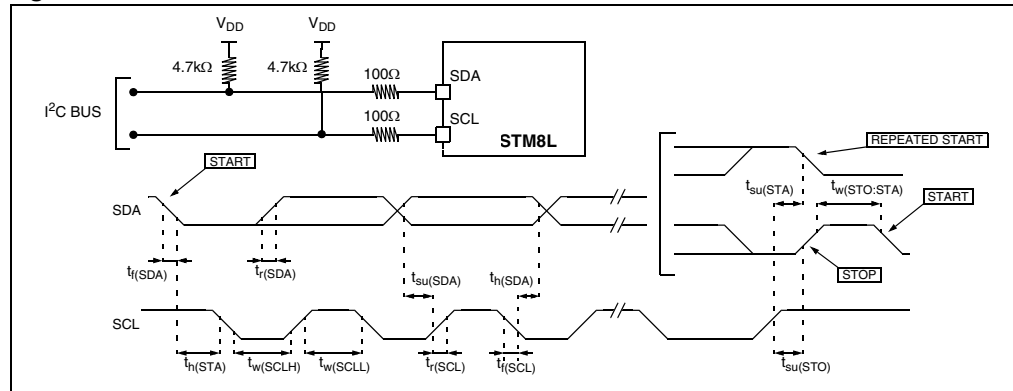 V_DD V_DD
4.7kΩ 4.7kΩ
100Ω
SDA
I²C BUS
100Ω
SCL
STM8L
REPEATED START
START
t_su(STA) t_w(STO:STA)
START
SDA
t_f(SDA) t_r(SDA) t_su(SDA) t_h(SDA)
STOP
SCL
t_h(STA) t_w(SCLH) t_w(SCLL) t_r(SCL) t_f(SCL) t_su(STO)